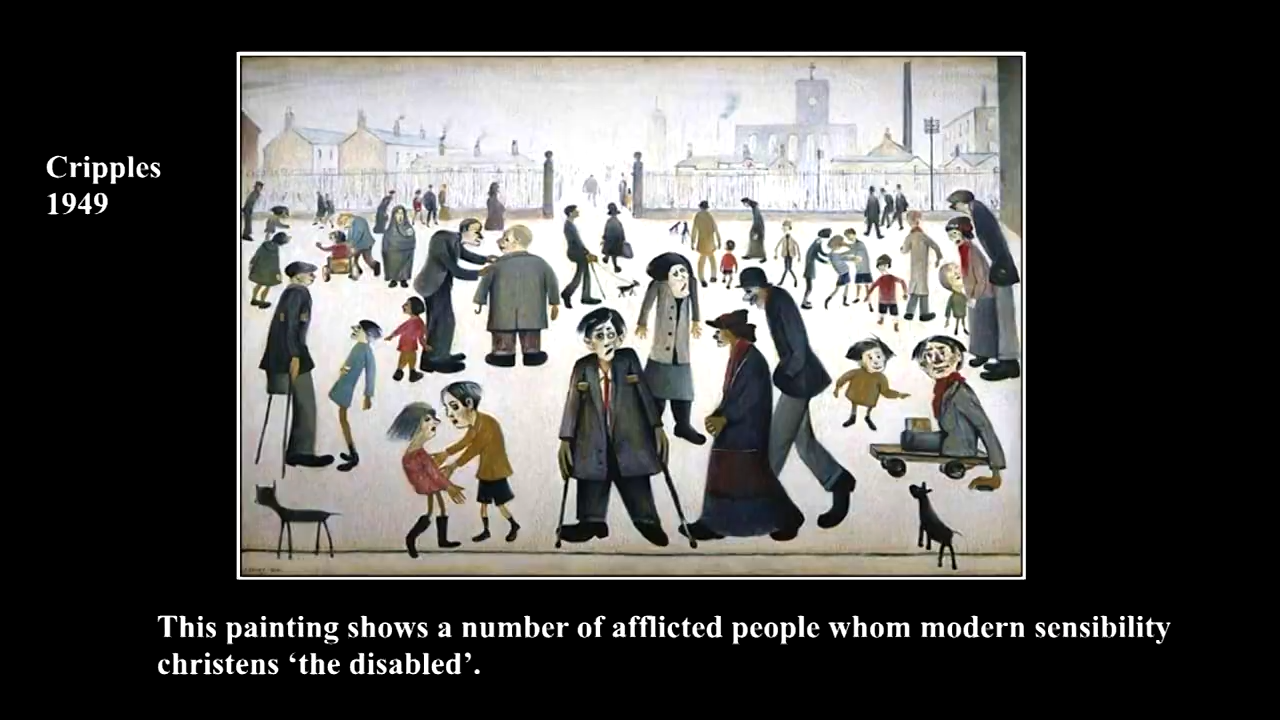 Cripples
1949
This painting shows a number of afflicted people whom modern sensibility
christens ‘the disabled’.